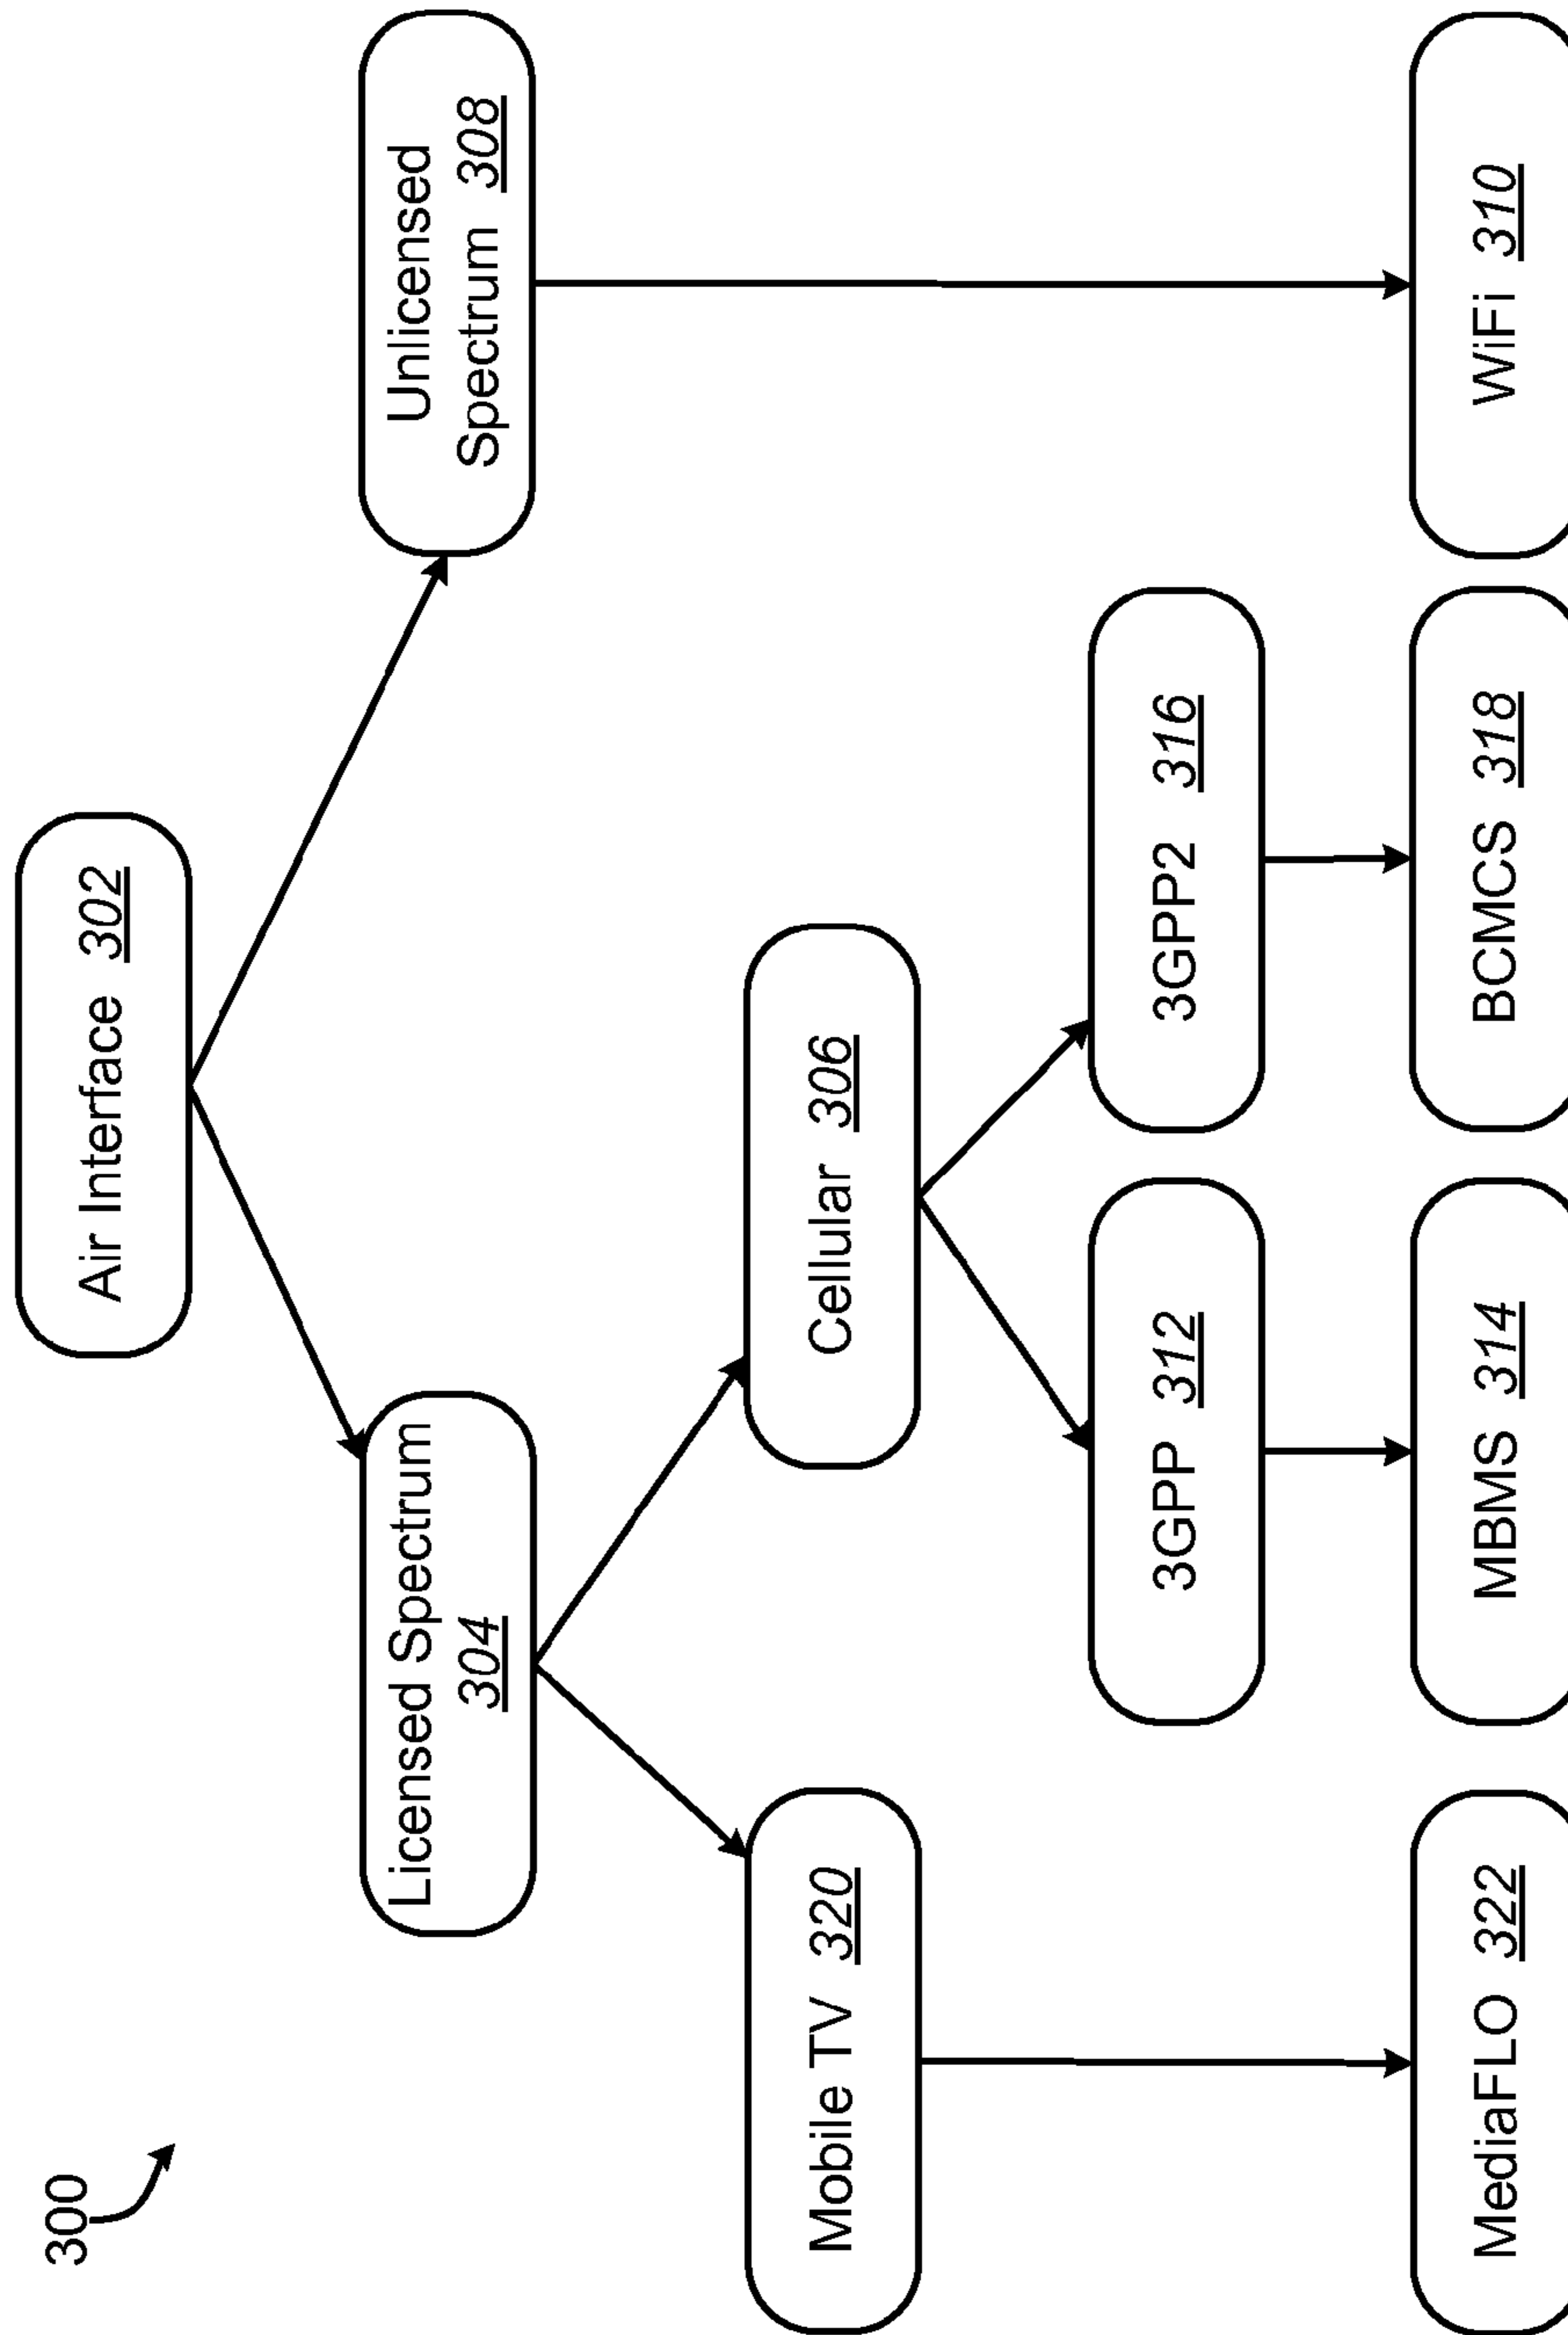 300
Air Interface 302
Licensed Spectrum
304
Unlicensed
Spectrum 308
Mobile TV 320
Cellular 306
3GPP 312
3GPP2 316
MediaFLO 322
MBMS 314
BCMCS 318
WiFi 310